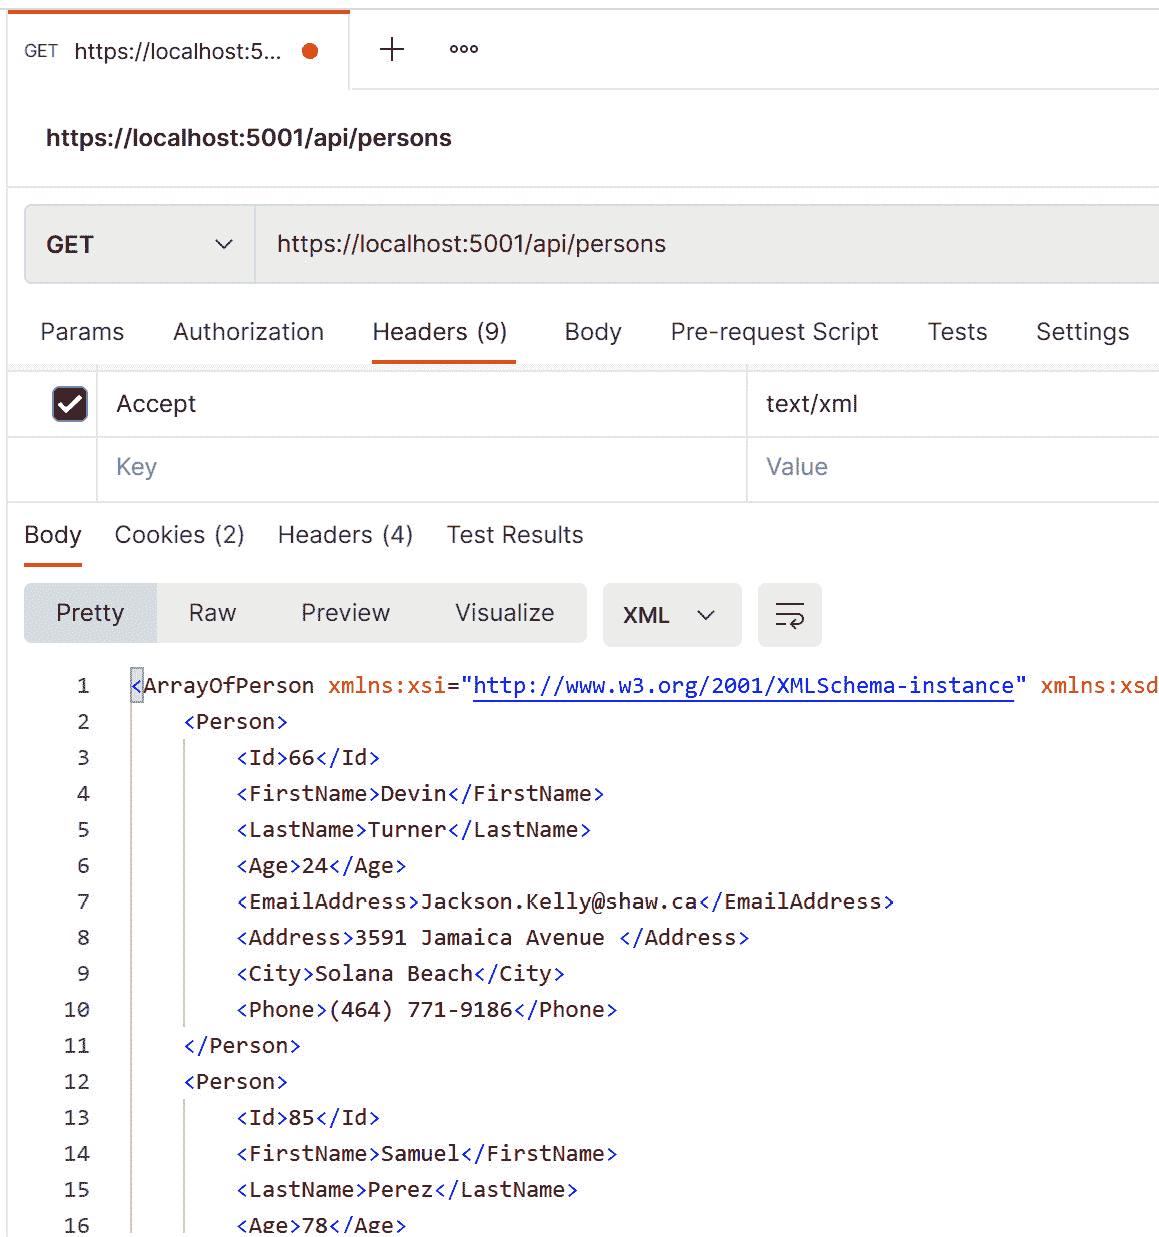 GET https://localhost:5...
https://localhost:5001/api/persons
GET https://localhost:5001/api/persons
Params Authorization Headers (9) Body Pre-request Script Tests Settings
Accept text/xml
Key Value
Body Cookies (2) Headers (4) Test Results
Pretty Raw Preview Visualize XML
1 <ArrayOfPerson xmlns:xsi="http://www.w3.org/2001/XMLSchema-instance" xmlns:xsd
2 <Person>
3 <Id>66</Id>
4 <FirstName>Devin</FirstName>
5 <LastName>Turner</LastName>
6 <Age>24</Age>
7 <EmailAddress>Jackson.Kelly@shaw.ca</EmailAddress>
8 <Address>3591 Jamaica Avenue </Address>
9 <City>Solana Beach</City>
10 <Phone>(464) 771-9186</Phone>
11 </Person>
12 <Person>
13 <Id>85</Id>
14 <FirstName>Samuel</FirstName>
15 <LastName>Perez</LastName>
16 <Age>78</Age>